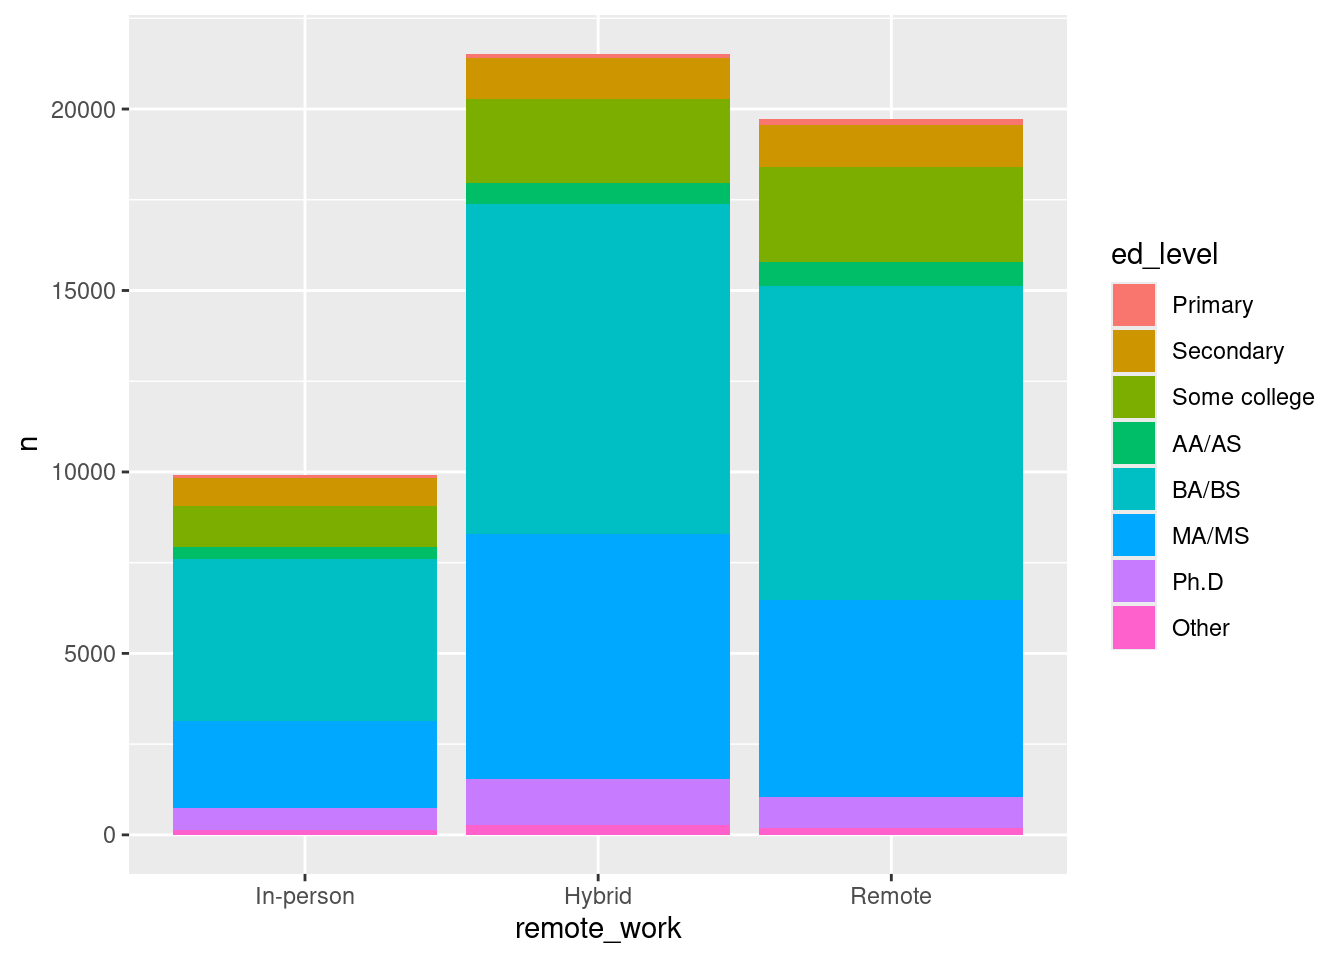 20000
15000
10000
5000
0
n
In-person Hybrid Remote
remote_work
ed_level
Primary
Secondary
Some college
AA/AS
BA/BS
MA/MS
Ph.D
Other